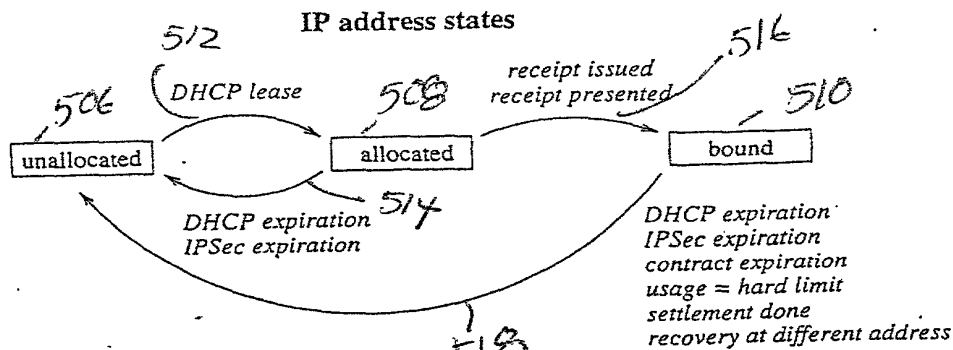 IP address states
512
516
DHCP lease
receipt issued
receipt presented
506
508
510
unallocated
allocated
bound
514
DHCP expiration
IPSec expiration
DHCP expiration
IPSec expiration
contract expiration
usage = hard limit
settlement done
recovery at different address
518